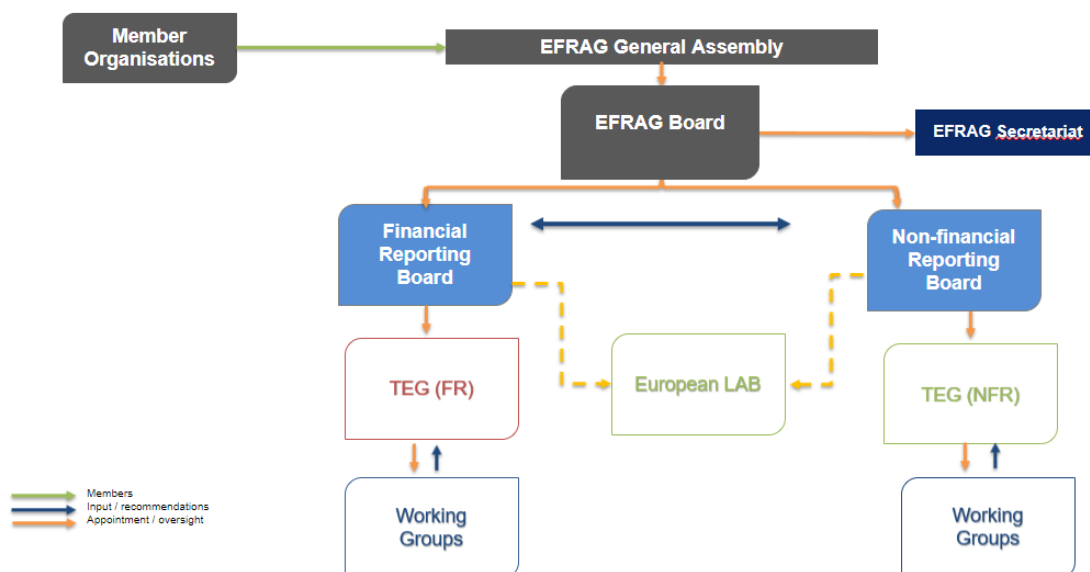 Member
Organisations
EFRAG General Assembly
EFRAG Board
EFRAG Secretariat
Financial
Reporting
Board
Non-financial
Reporting
Board
TEG (FR)
European LAB
TEG (NFR)
Working
Groups
Working
Groups
Members
Input / recommendations
Appointment / oversight